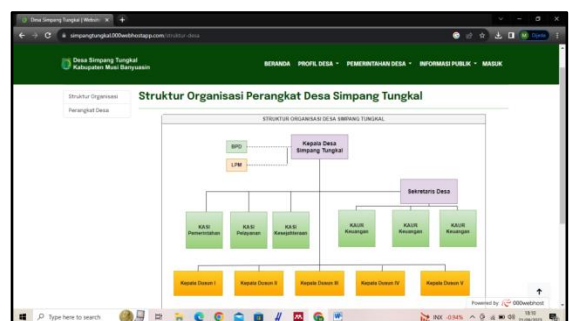 Desa Simpang Tungkal | Website
simpangtungkal.000webhostapp.com/struktur-desa
Desa Simpang Tungkal
Kabupaten Musi Banyuasin
BERANDA PROFIL DESA PEMERINTAHAN DESA INFORMASI PUBLIK MASUK
Struktur Organisasi
Perangkat Desa
Struktur Organisasi Perangkat Desa Simpang Tungkal
STRUKTUR ORGANISASI DESA SIMPANG TUNGKAL
BPD
LPM
Kepala Desa
Simpang Tungkal
Sekretaris Desa
KASI
Pemerintahan
KASI
Pelayanan
KASI
Kesejahteraan
KAUR
Keuangan
KAUR
Keuangan
KAUR
Keuangan
Kepala Dusun I
Kepala Dusun II
Kepala Dusun III
Kepala Dusun IV
Kepala Dusun V
Powered by 000webhost
Type here to search
INX -0.94%